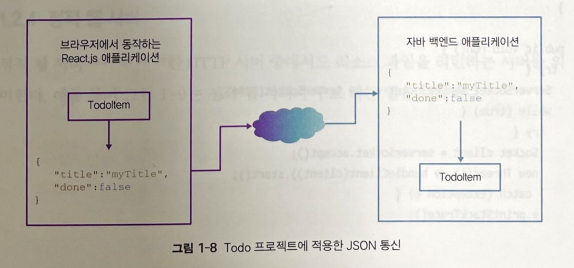 브라우저에서 동작하는
React.js 애플리케이션
TodoItem
{
"title":"myTitle",
"done":false
}
자바 백엔드 애플리케이션
{
"title":"myTitle",
"done":false
}
TodoItem
그림 1-8 Todo 프로젝트에 적용한 JSON 통신